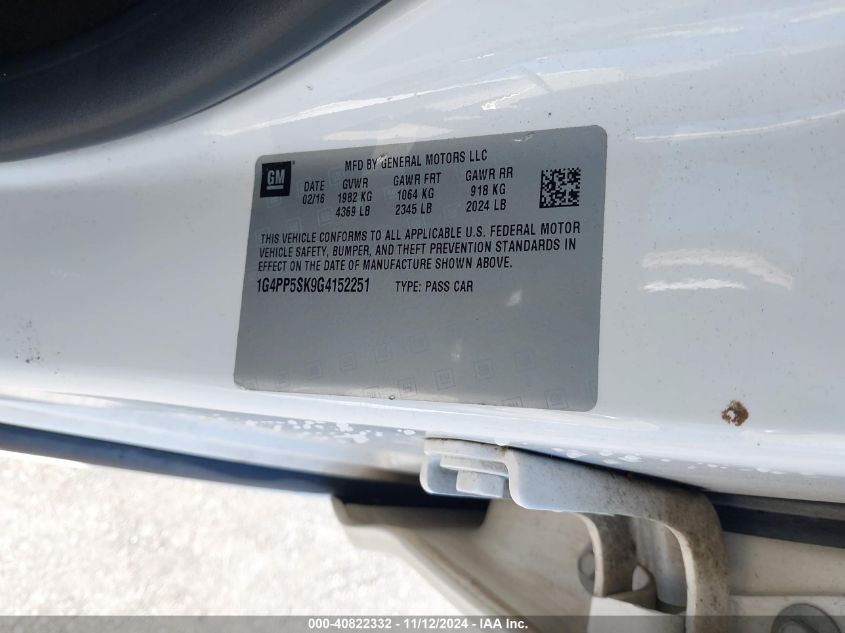 GM
MFD BY GENERAL MOTORS LLC
DATE GVWR GAWR FRT GAWR RR
02/16 1982 KG 1064 KG 918 KG
4369 LB 2345 LB 2024 LB
THIS VEHICLE CONFORMS TO ALL APPLICABLE U.S. FEDERAL MOTOR
VEHICLE SAFETY, BUMPER, AND THEFT PREVENTION STANDARDS IN
EFFECT ON THE DATE OF MANUFACTURE SHOWN ABOVE.
1G4PP5SK9G4152251 TYPE: PASS CAR
000-40822332 - 11/12/2024 - IAA Inc.